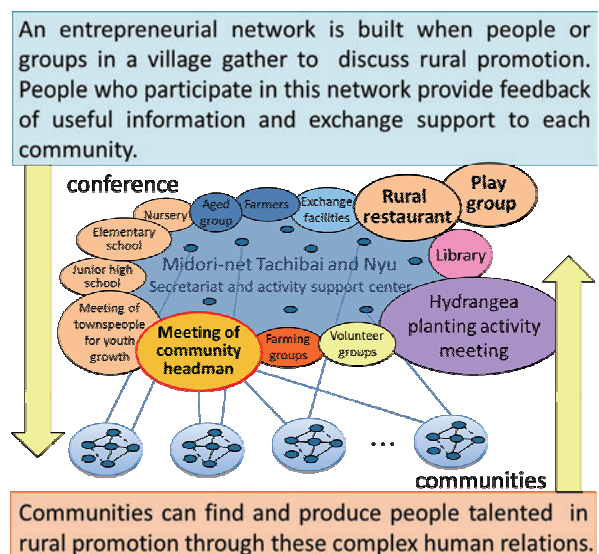 An entrepreneurial network is built when people or
groups in a village gather to discuss rural promotion.
People who participate in this network provide feedback
of useful information and exchange support to each
community.
conference
Nursery
Aged
group
Farmers
Exchange
facilities
Rural
restaurant
Play
group
Elementary
school
Library
Junior high
school
Midori-net Tachibai and Nyu
Secretariat and activity support center
Meeting of
townspeople
for youth
growth
Meeting of
community
headman
Farming
groups
Volunteer
groups
Hydrangea
planting activity
meeting
...
communities
Communities can find and produce people talented in
rural promotion through these complex human relations.